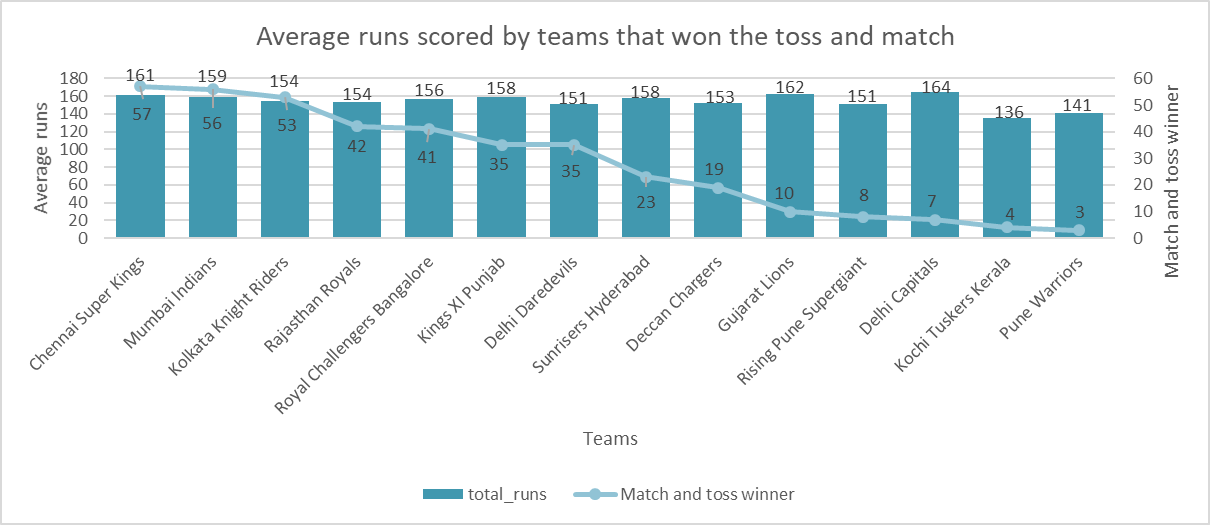 Average runs scored by teams that won the toss and match
180
160
140
120
100
80
60
40
20
0
Average runs
161
159
154
154
156
158
151
158
153
162
151
164
136
141
57
56
53
42
41
35
35
23
19
10
8
7
4
3
60
50
40
30
20
10
0
Match and toss winner
Chennai Super Kings
Mumbai Indians
Kolkata Knight Riders
Rajasthan Royals
Royal Challengers Bangalore
Kings XI Punjab
Delhi Daredevils
Sunrisers Hyderabad
Deccan Chargers
Gujarat Lions
Rising Pune Supergiant
Delhi Capitals
Kochi Tuskers Kerala
Pune Warriors
Teams
total_runs
Match and toss winner